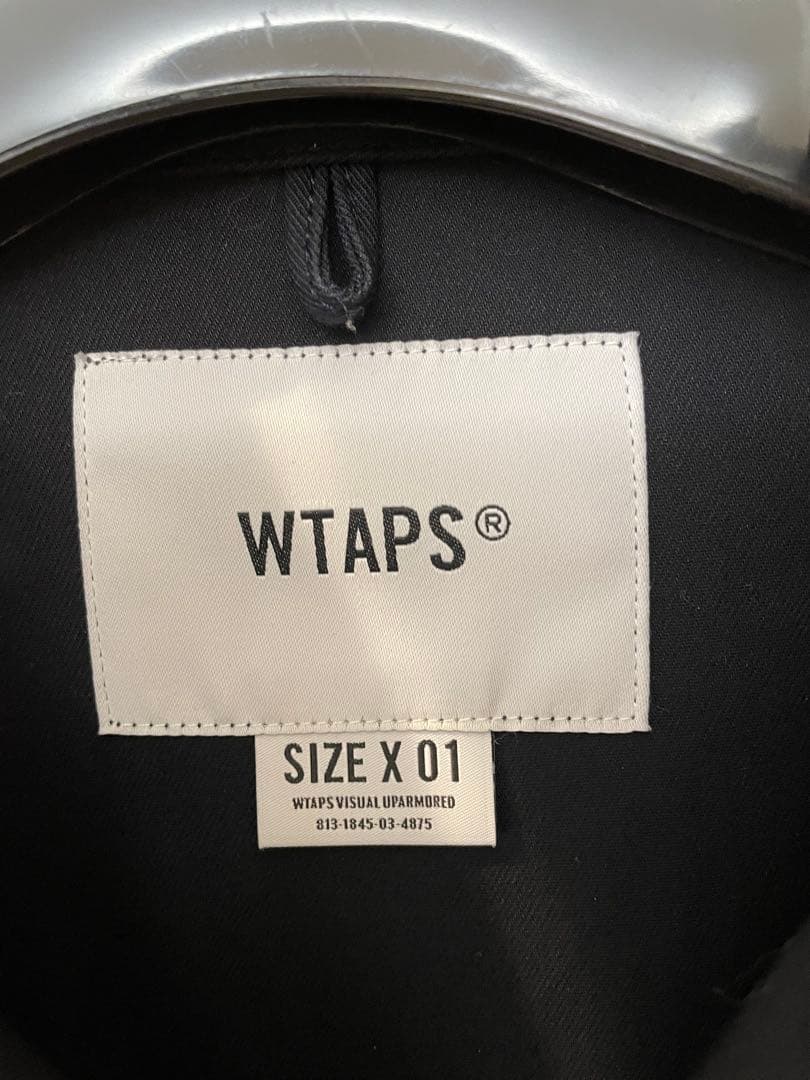 WTAPS®
SIZE X 01
WTAPS VISUAL UPARMORED
813-1845-03-4875